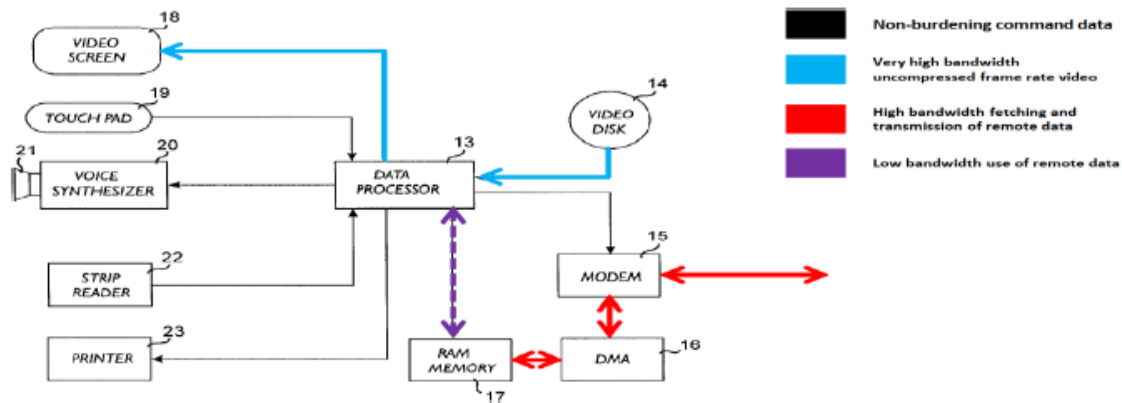 18
VIDEO
SCREEN
19
TOUCH PAD
21
20
VOICE
SYNTHESIZER
13
DATA
PROCESSOR
14
VIDEO
DISK
22
STRIP
READER
15
MODEM
23
PRINTER
RAM
MEMORY
17
DMA
16
Non-burdening command data
Very high bandwidth
uncompressed frame rate video
High bandwidth fetching and
transmission of remote data
Low bandwidth use of remote data